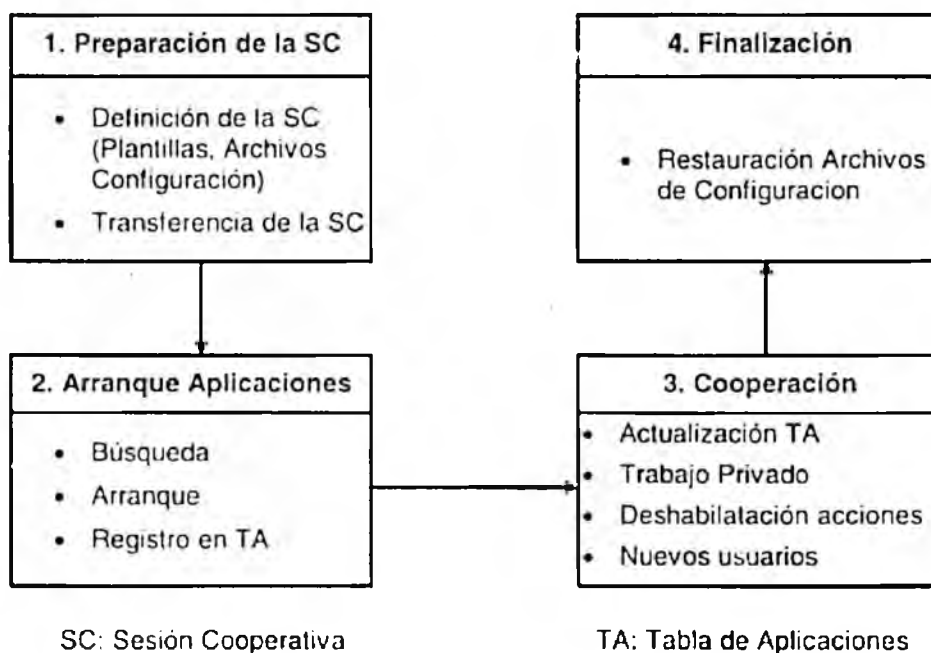 1. Preparación de la SC
• Definición de la SC
(Plantillas, Archivos
Configuración)
• Transferencia de la SC
2. Arranque Aplicaciones
• Búsqueda
• Arranque
• Registro en TA
3. Cooperación
• Actualización TA
• Trabajo Privado
• Deshabilatación acciones
• Nuevos usuarios
4. Finalización
• Restauración Archivos
de Configuracion
SC: Sesión Cooperativa
TA: Tabla de Aplicaciones